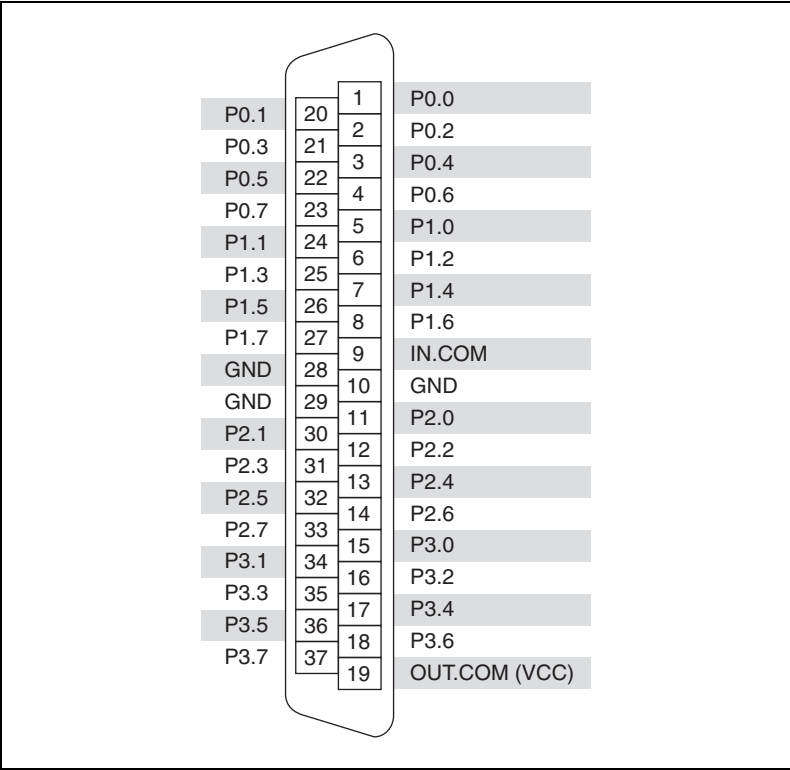 1 P0.0
P0.1 20
2 P0.2
P0.3 21
3 P0.4
P0.5 22
4 P0.6
P0.7 23
5 P1.0
P1.1 24
6 P1.2
P1.3 25
7 P1.4
P1.5 26
8 P1.6
P1.7 27
9 IN.COM
GND 28
10 GND
GND 29
11 P2.0
P2.1 30
12 P2.2
P2.3 31
13 P2.4
P2.5 32
14 P2.6
P2.7 33
15 P3.0
P3.1 34
16 P3.2
P3.3 35
17 P3.4
P3.5 36
18 P3.6
P3.7 37
19 OUT.COM (VCC)